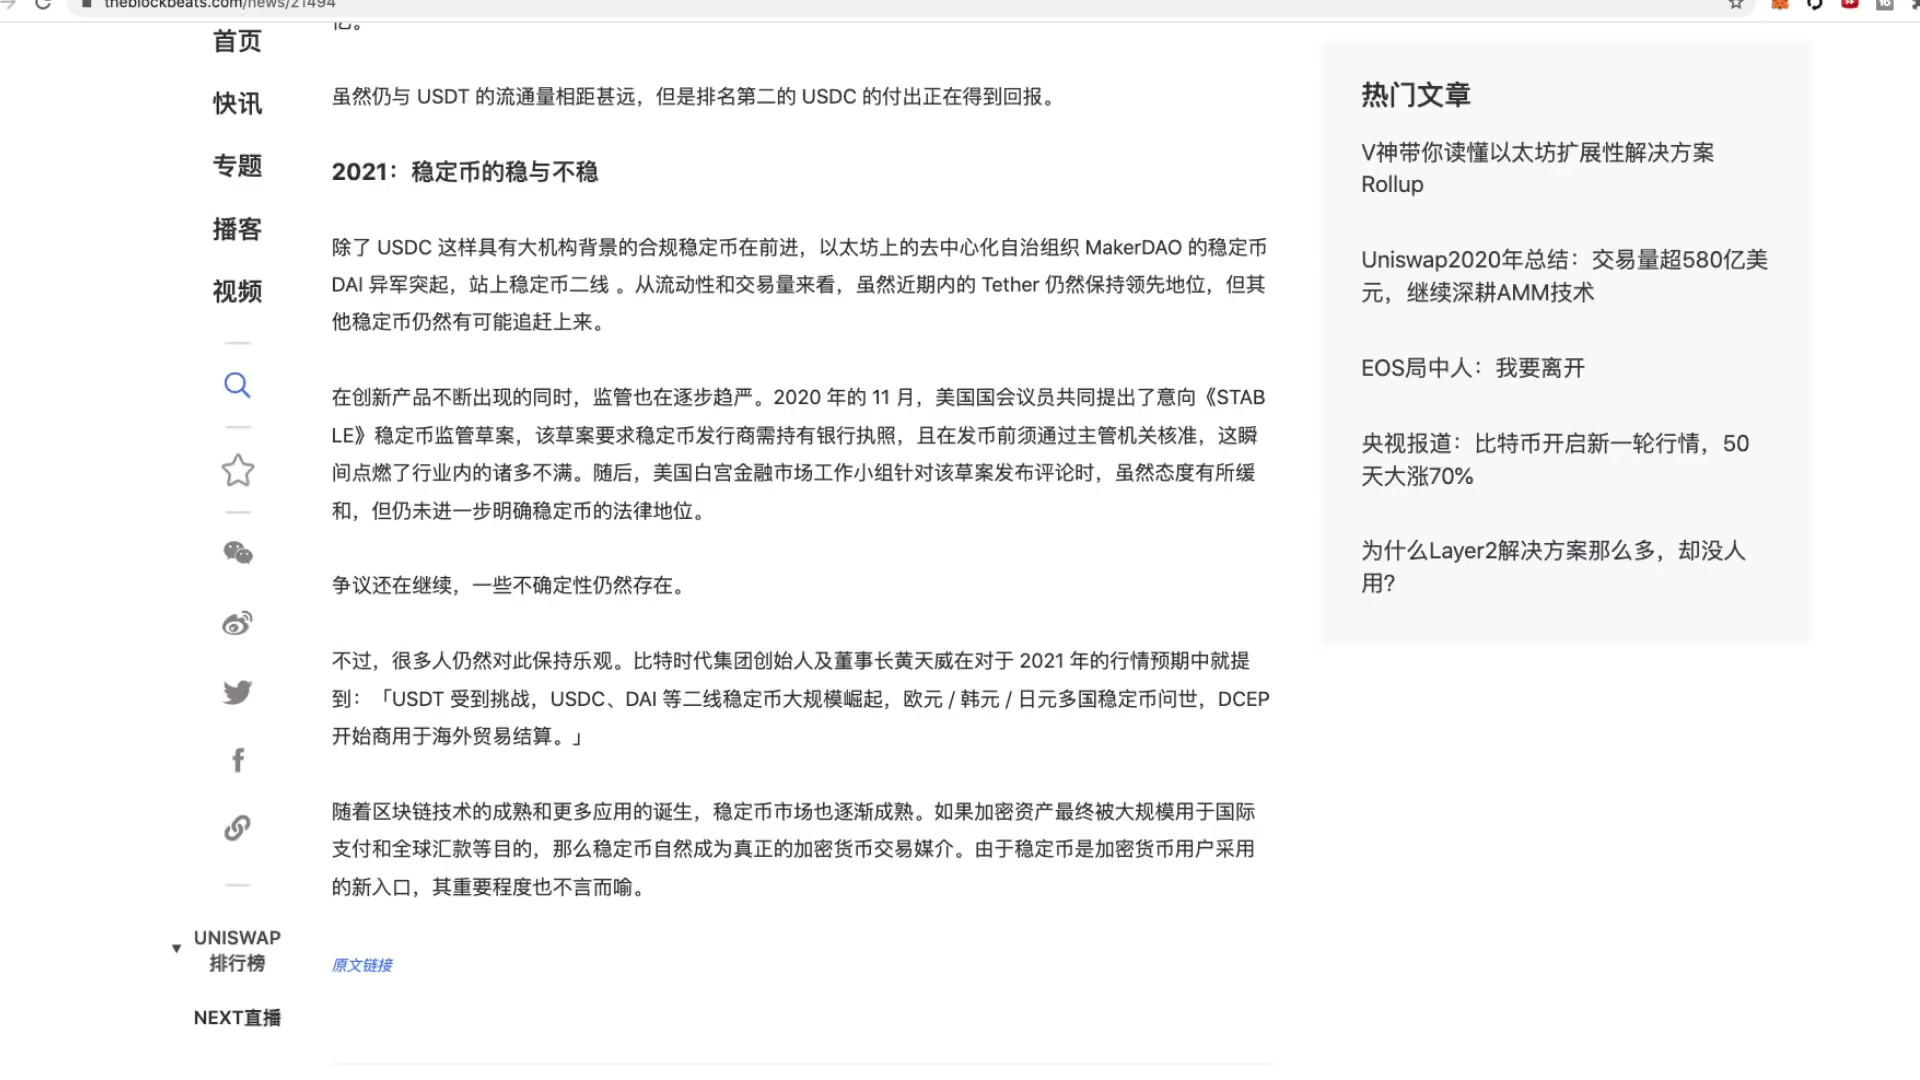 theblockbeats.com/news/21494
首页
快讯
专题
播客
视频
UNISWAP
排行榜
NEXT直播
亿。
虽然仍与 USDT 的流通量相距甚远，但是排名第二的 USDC 的付出正在得到回报。
2021：稳定币的稳与不稳
除了 USDC 这样具有大机构背景的合规稳定币在前进，以太坊上的去中心化自治组织 MakerDAO 的稳定币
DAI 异军突起，站上稳定币二线 。从流动性和交易量来看，虽然近期内的 Tether 仍然保持领先地位，但其
他稳定币仍然有可能追赶上来。
在创新产品不断出现的同时，监管也在逐步趋严。2020 年的 11 月，美国国会议员共同提出了意向《STAB
LE》稳定币监管草案，该草案要求稳定币发行商需持有银行执照，且在发币前须通过主管机关核准，这瞬
间点燃了行业内的诸多不满。随后，美国白宫金融市场工作小组针对该草案发布评论时，虽然态度有所缓
和，但仍未进一步明确稳定币的法律地位。
争议还在继续，一些不确定性仍然存在。
不过，很多人仍然对此保持乐观。比特时代集团创始人及董事长黄天威在对于 2021 年的行情预期中就提
到：「USDT 受到挑战，USDC、DAI 等二线稳定币大规模崛起，欧元 / 韩元 / 日元多国稳定币问世，DCEP
开始商用于海外贸易结算。」
随着区块链技术的成熟和更多应用的诞生，稳定币市场也逐渐成熟。如果加密资产最终被大规模用于国际
支付和全球汇款等目的，那么稳定币自然成为真正的加密货币交易媒介。由于稳定币是加密货币用户采用
的新入口，其重要程度也不言而喻。
原文链接
热门文章
V神带你读懂以太坊扩展性解决方案
Rollup
Uniswap2020年总结：交易量超580亿美
元，继续深耕AMM技术
EOS局中人：我要离开
央视报道：比特币开启新一轮行情，50
天大涨70%
为什么Layer2解决方案那么多，却没人
用?